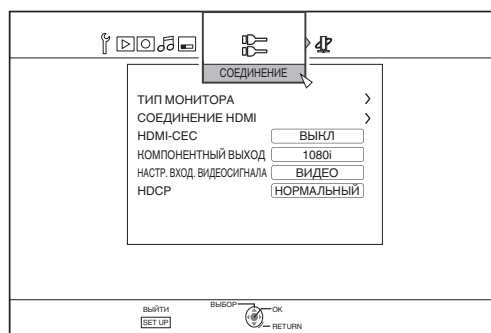 СОЕДИНЕНИЕ
ТИП МОНИТОРА
СОЕДИНЕНИЕ HDMI
HDMI-CEC ВЫКЛ
КОМПОНЕНТНЫЙ ВЫХОД 1080i
НАСТР. ВХОД. ВИДЕОСИГНАЛА ВИДЕО
HDCP НОРМАЛЬНЫЙ
ВЫЙТИ
SET UP
ВЫБОР
OK
RETURN